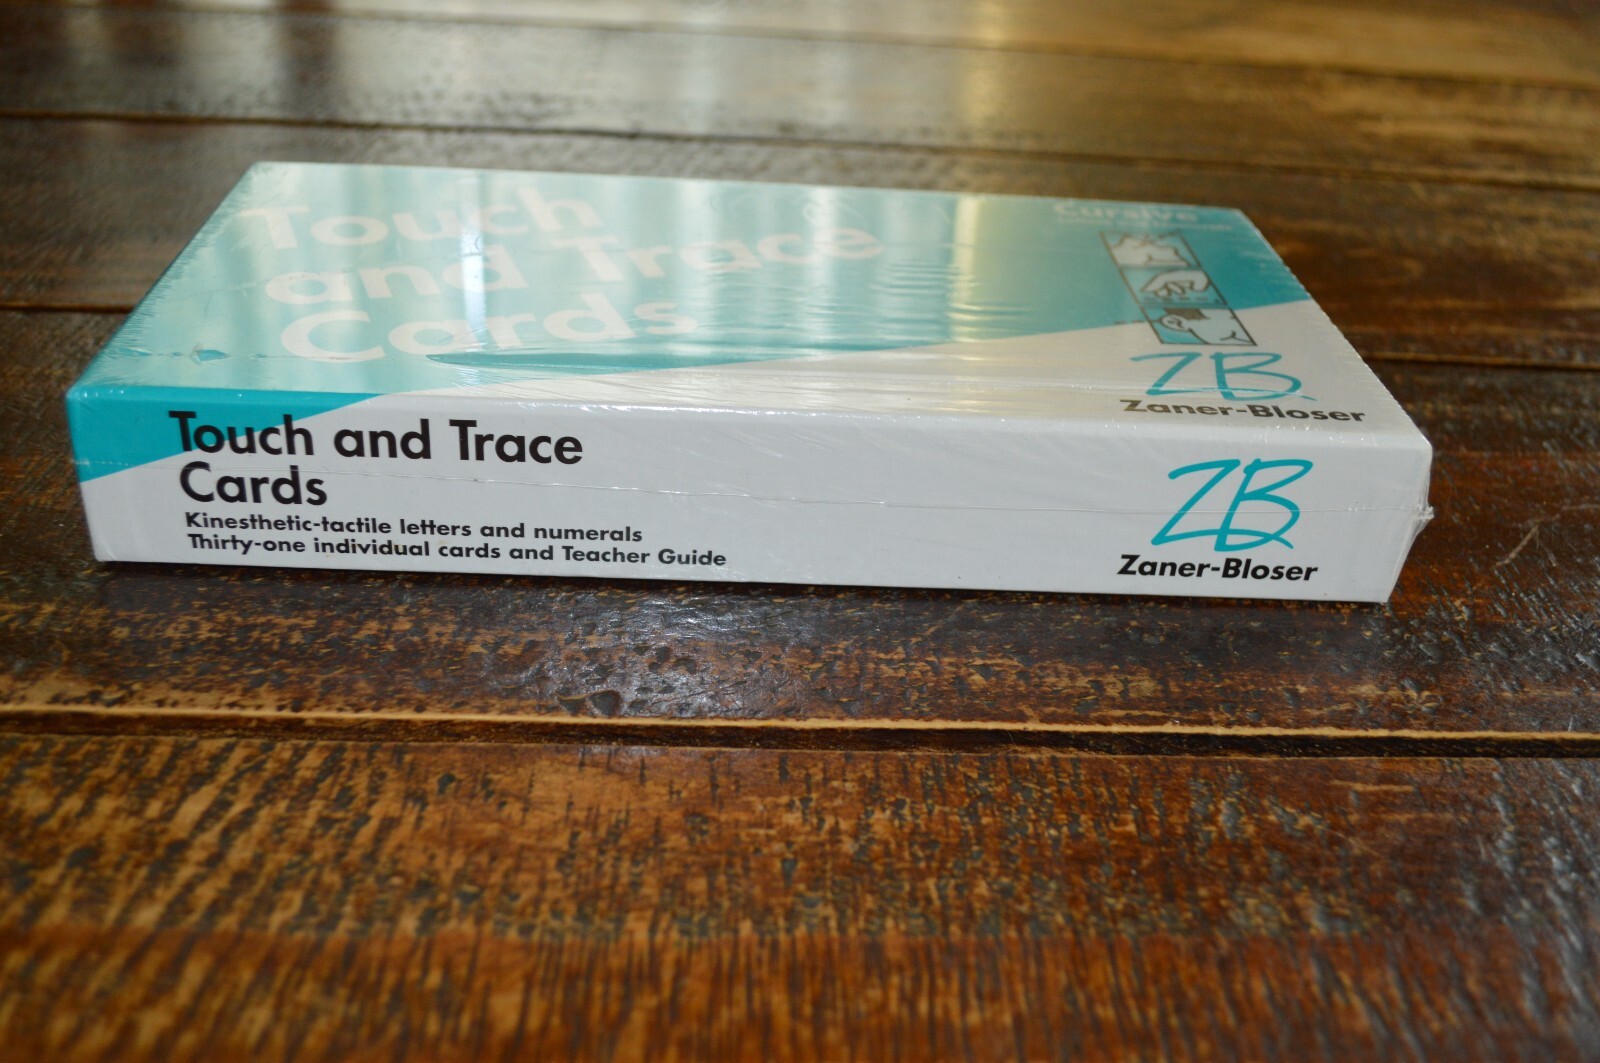 Touch
and Trace
Cards
Cursive
ZB
Zaner-Bloser
Touch and Trace
Cards
Kinesthetic-tactile letters and numerals
Thirty-one individual cards and Teacher Guide
ZB
Zaner-Bloser